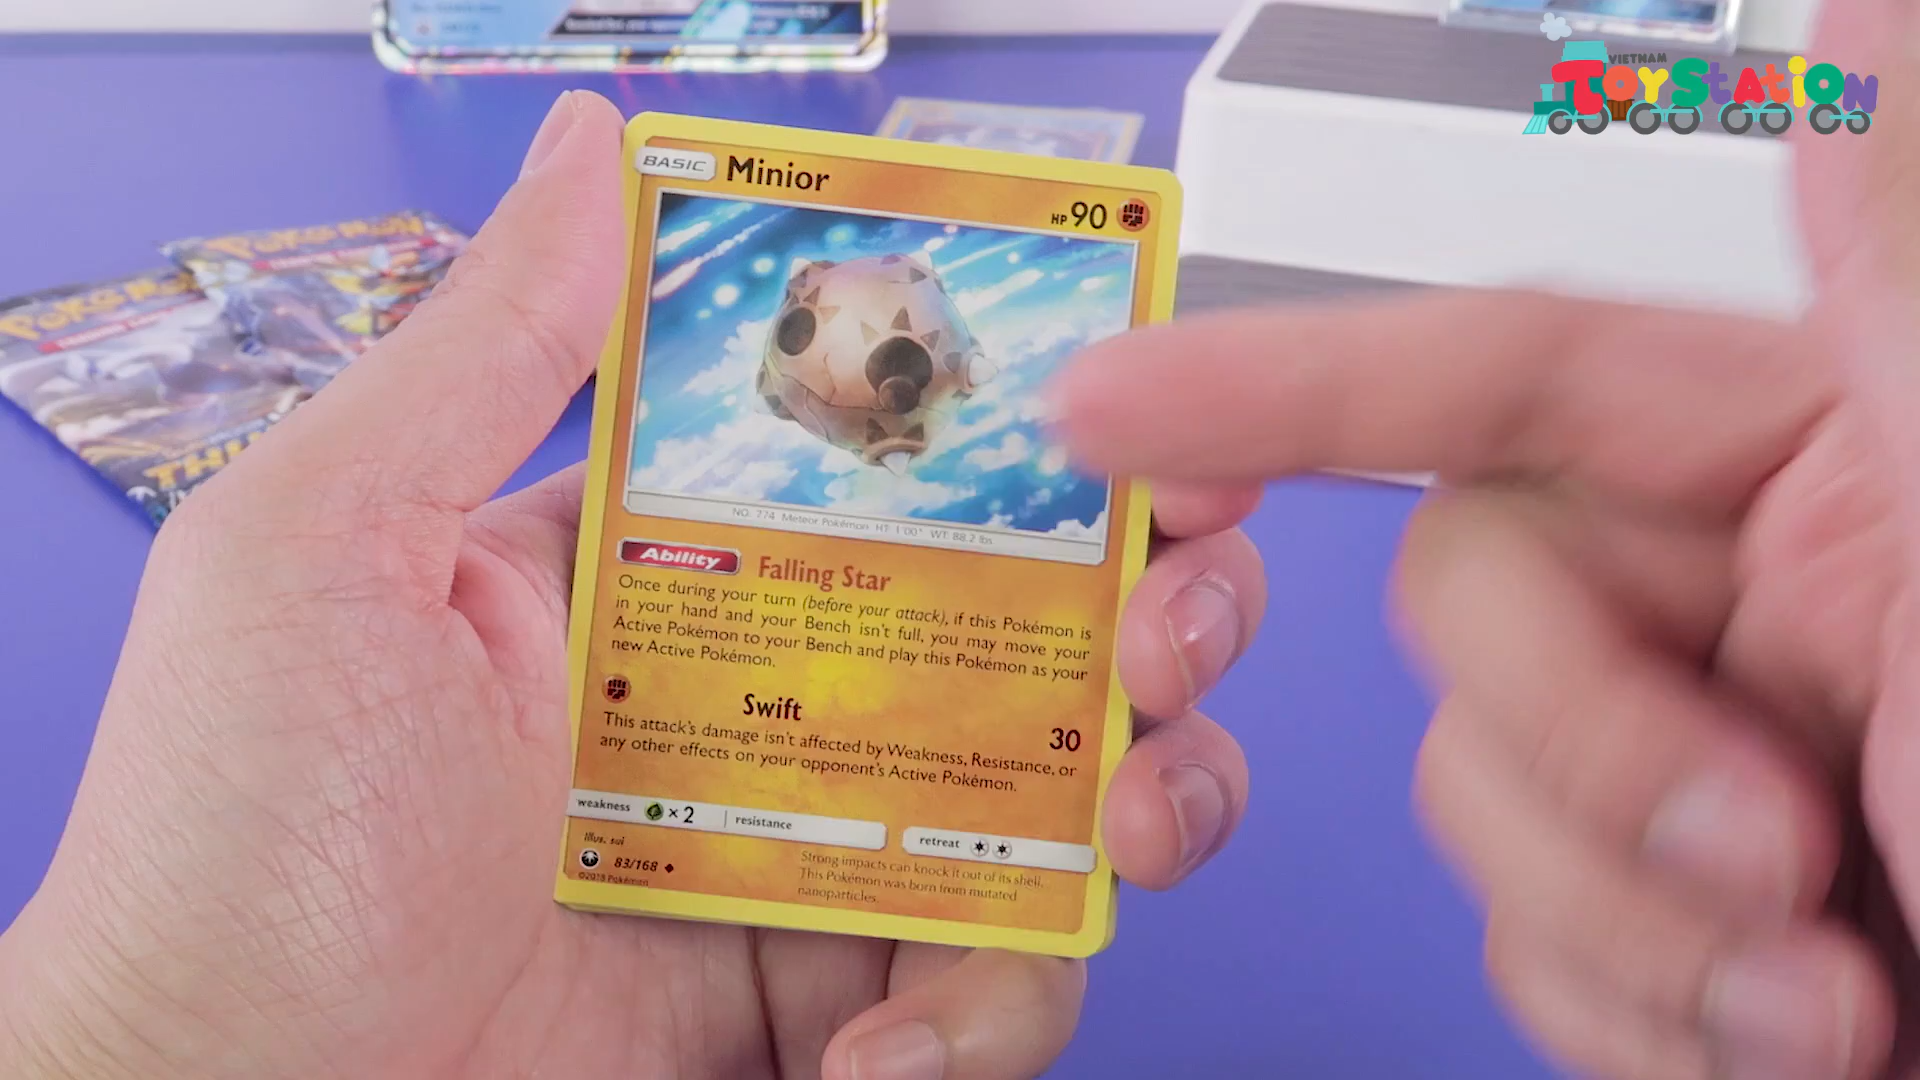 VIETNAM
ToyStation
BASIC
Minior
HP 90
NO. 774 Meteor Pokémon HT: 1'00" WT: 88.2 lbs
Ability
Falling Star
Once during your turn (before your attack), if this Pokémon is
in your hand and your Bench isn't full, you may move your
Active Pokémon to your Bench and play this Pokémon as your
new Active Pokémon.
Swift
30
This attack's damage isn't affected by Weakness, Resistance, or
any other effects on your opponent's Active Pokémon.
weakness
× 2
resistance
retreat
Illus. sui
83/168
©2018 Pokémon
Strong impacts can knock it out of its shell.
This Pokémon was born from mutated
nanoparticles.
POKéMON
POKéMON